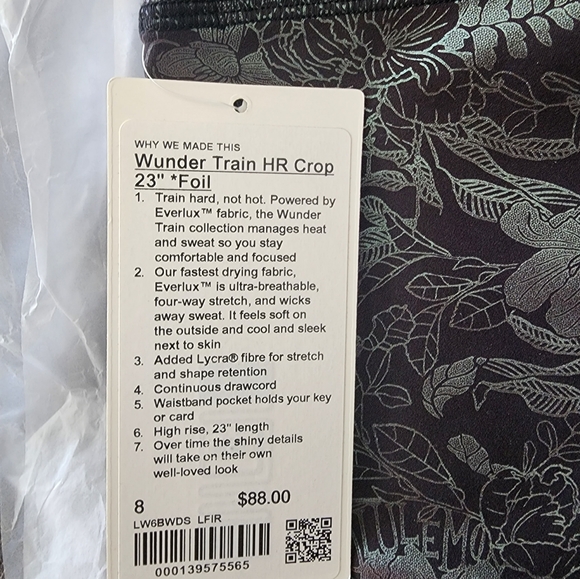 WHY WE MADE THIS
Wunder Train HR Crop
23" *Foil
1. Train hard, not hot. Powered by
Everlux™ fabric, the Wunder
Train collection manages heat
and sweat so you stay
comfortable and focused
2. Our fastest drying fabric,
Everlux™ is ultra-breathable,
four-way stretch, and wicks
away sweat. It feels soft on
the outside and cool and sleek
next to skin
3. Added Lycra® fibre for stretch
and shape retention
4. Continuous drawcord
5. Waistband pocket holds your key
or card
6. High rise, 23" length
7. Over time the shiny details
will take on their own
well-loved look
8 $88.00
LW6BWDS LFIR
000139575565
LULEMO